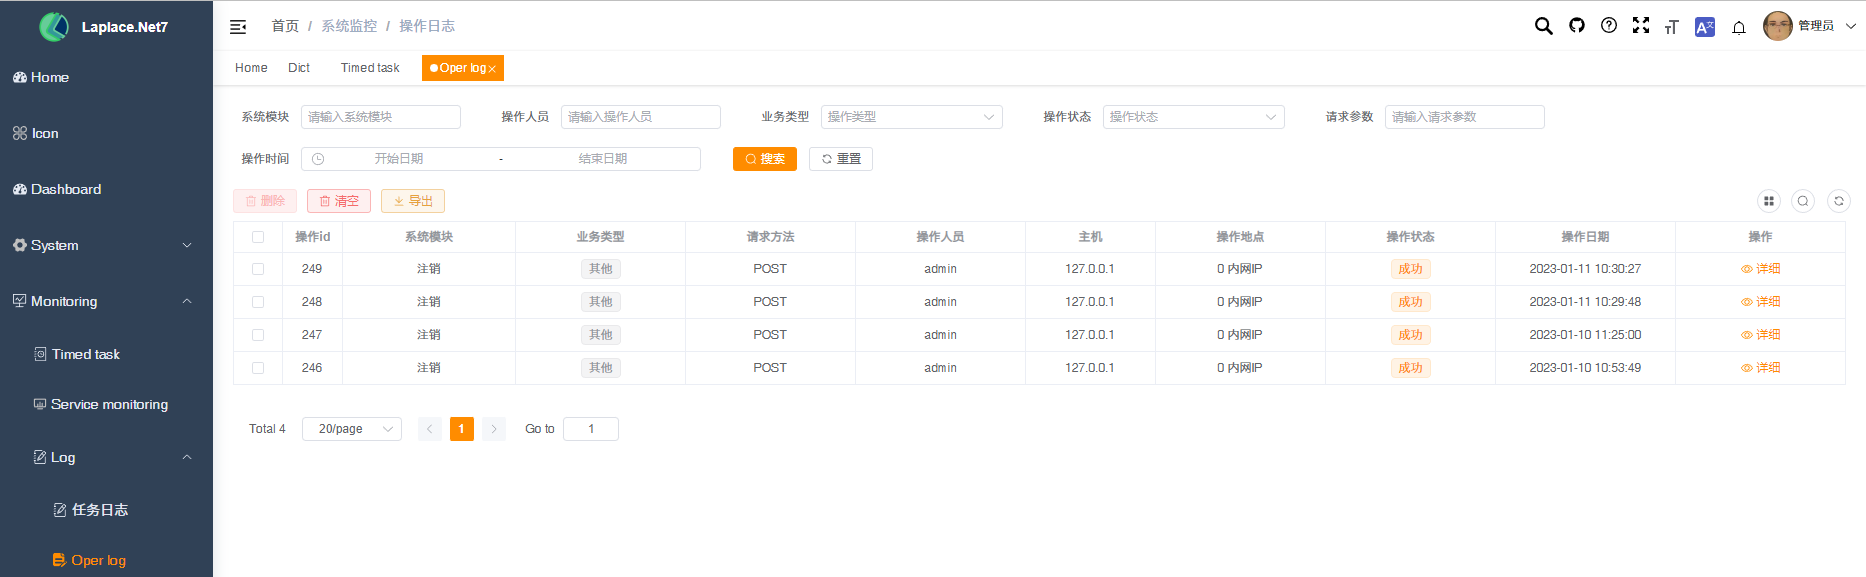 Laplace.Net7
Home
Icon
Dashboard
System
Monitoring
Timed task
Service monitoring
Log
任务日志
Oper log
首页 / 系统监控 / 操作日志
管理员
Home Dict Timed task Oper log
系统模块 请输入系统模块 操作人员 请输入操作人员 业务类型 操作类型 操作状态 操作状态 请求参数 请输入请求参数
操作时间 开始日期 - 结束日期 搜索 重置
删除 清空 导出
操作id 系统模块 业务类型 请求方法 操作人员 主机 操作地点 操作状态 操作日期 操作
249 注销 其他 POST admin 127.0.0.1 0 内网IP 成功 2023-01-11 10:30:27 详细
248 注销 其他 POST admin 127.0.0.1 0 内网IP 成功 2023-01-11 10:29:48 详细
247 注销 其他 POST admin 127.0.0.1 0 内网IP 成功 2023-01-10 11:25:00 详细
246 注销 其他 POST admin 127.0.0.1 0 内网IP 成功 2023-01-10 10:53:49 详细
Total 4 20/page 1 Go to 1